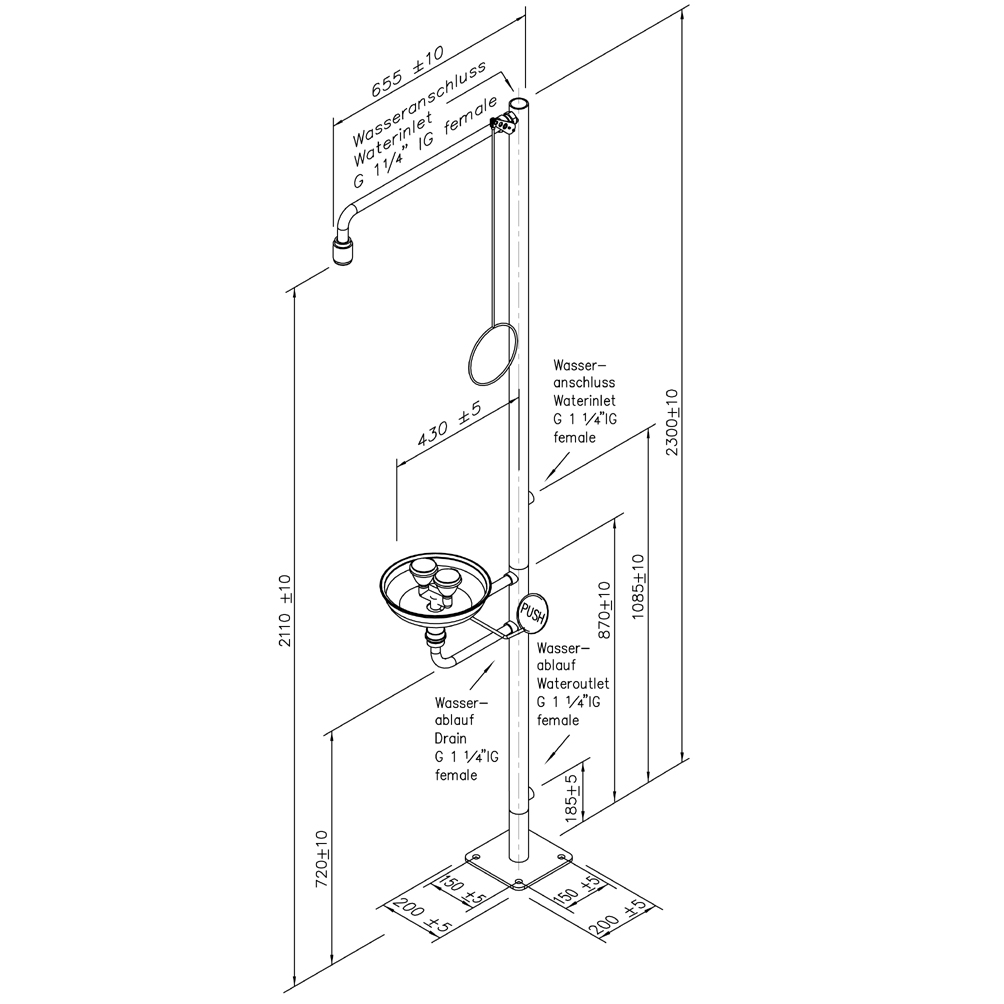 655 ±10
Wasseranschluss
Waterinlet
G 1 1/4" IG female
Wasser-
anschluss
Waterinlet
G 1 1/4"IG
female
430 ±5
2300±10
2110 ±10
1085±10
870±10
PUSH
Wasser-
ablauf
Wateroutlet
G 1 1/4"IG
female
Wasser-
ablauf
Drain
G 1 1/4"IG
female
185±5
720±10
150 ±5
200 ±5
150 ±5
200 ±5